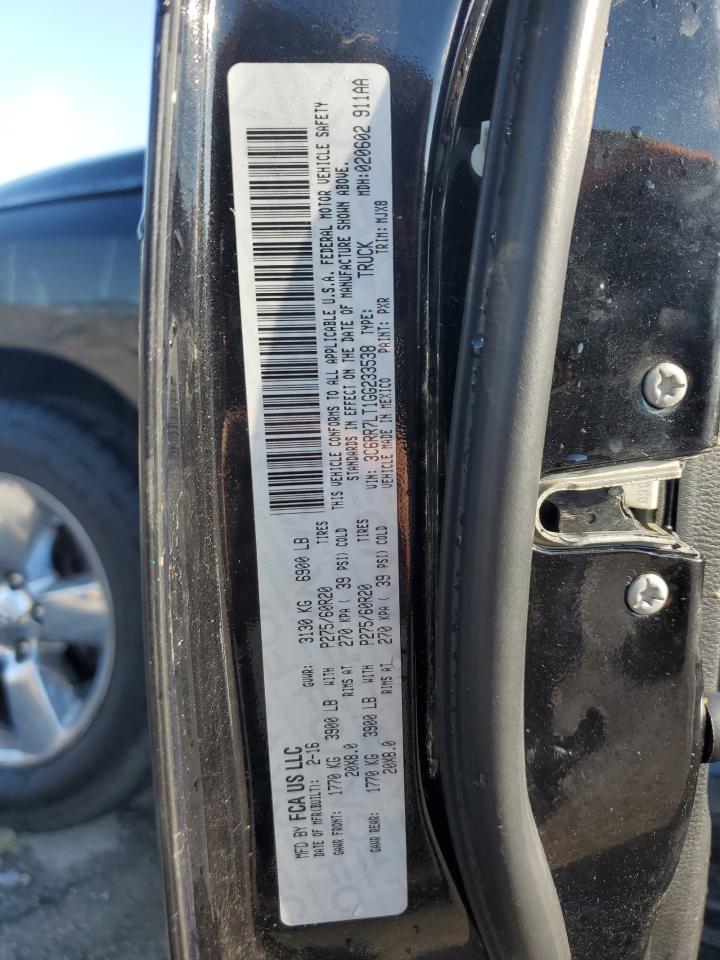 MFD BY FCA US LLC
DATE OF MFR(BUILT): 2-16 GVWR: 3130 KG 6900 LB
GAWR FRONT: 1770 KG 3900 LB WITH P275/60R20 TIRES
20X8.0 RIMS AT 270 KPA ( 39 PSI) COLD
GAWR REAR: 1770 KG 3900 LB WITH P275/60R20 TIRES
20X8.0 RIMS AT 270 KPA ( 39 PSI) COLD
THIS VEHICLE CONFORMS TO ALL APPLICABLE U.S.A. FEDERAL MOTOR VEHICLE SAFETY
STANDARDS IN EFFECT ON THE DATE OF MANUFACTURE SHOWN ABOVE.
VIN: 3C6RR7LT1GG233538 TYPE: TRUCK MDH:020602 911AA
VEHICLE MADE IN MEXICO PAINT: PXR TRIM: MJX8